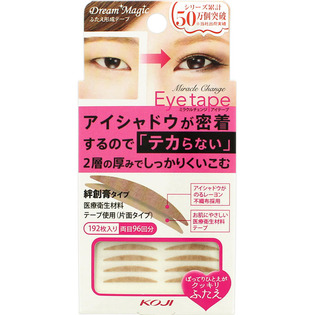 Dream Magic
ふたえ形成テープ
シリーズ累計
50万個突破
Miracle Change
Eye tape
ミラクルチェンジ アイテープ
アイシャドウが密着
するので「テカらない」
2層の厚みでしっかりくいこむ
絆創膏タイプ
医療衛生材料
テープ使用(片面タイプ)
192枚入り 両目96回分
アイシャドウが
のるレーヨン
不織布採用
お肌にやさしい
医療衛生材料
テープ使用
ぽってりひとえが
クッキリ
ふたえ
KOJI